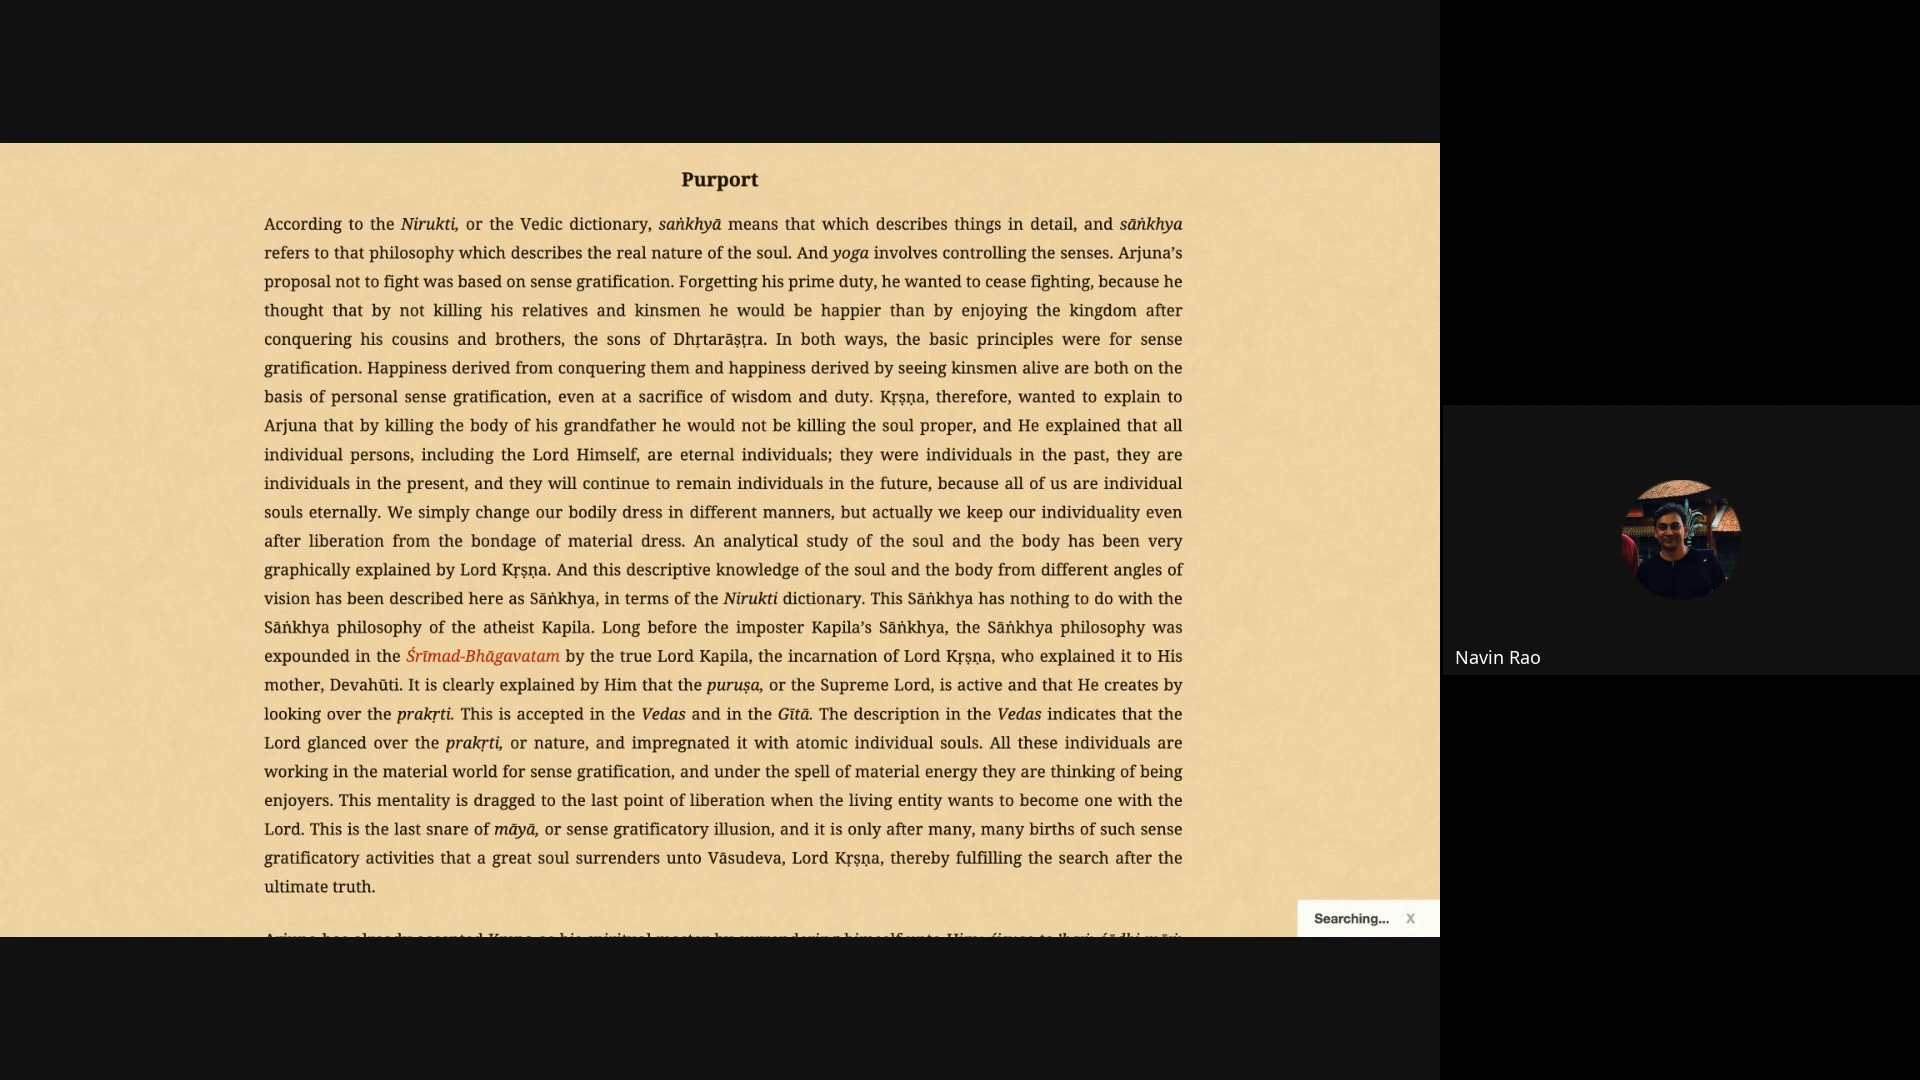 Purport
According to the Nirukti, or the Vedic dictionary, saṅkhyā means that which describes things in detail, and sāṅkhya
refers to that philosophy which describes the real nature of the soul. And yoga involves controlling the senses. Arjuna’s
proposal not to fight was based on sense gratification. Forgetting his prime duty, he wanted to cease fighting, because he
thought that by not killing his relatives and kinsmen he would be happier than by enjoying the kingdom after
conquering his cousins and brothers, the sons of Dhṛtarāṣṭra. In both ways, the basic principles were for sense
gratification. Happiness derived from conquering them and happiness derived by seeing kinsmen alive are both on the
basis of personal sense gratification, even at a sacrifice of wisdom and duty. Kṛṣṇa, therefore, wanted to explain to
Arjuna that by killing the body of his grandfather he would not be killing the soul proper, and He explained that all
individual persons, including the Lord Himself, are eternal individuals; they were individuals in the past, they are
individuals in the present, and they will continue to remain individuals in the future, because all of us are individual
souls eternally. We simply change our bodily dress in different manners, but actually we keep our individuality even
after liberation from the bondage of material dress. An analytical study of the soul and the body has been very
graphically explained by Lord Kṛṣṇa. And this descriptive knowledge of the soul and the body from different angles of
vision has been described here as Sāṅkhya, in terms of the Nirukti dictionary. This Sāṅkhya has nothing to do with the
Sāṅkhya philosophy of the atheist Kapila. Long before the imposter Kapila’s Sāṅkhya, the Sāṅkhya philosophy was
expounded in the Śrīmad-Bhāgavatam by the true Lord Kapila, the incarnation of Lord Kṛṣṇa, who explained it to His
mother, Devahūti. It is clearly explained by Him that the puruṣa, or the Supreme Lord, is active and that He creates by
looking over the prakṛti. This is accepted in the Vedas and in the Gītā. The description in the Vedas indicates that the
Lord glanced over the prakṛti, or nature, and impregnated it with atomic individual souls. All these individuals are
working in the material world for sense gratification, and under the spell of material energy they are thinking of being
enjoyers. This mentality is dragged to the last point of liberation when the living entity wants to become one with the
Lord. This is the last snare of māyā, or sense gratificatory illusion, and it is only after many, many births of such sense
gratificatory activities that a great soul surrenders unto Vāsudeva, Lord Kṛṣṇa, thereby fulfilling the search after the
ultimate truth.
Searching... X
Navin Rao